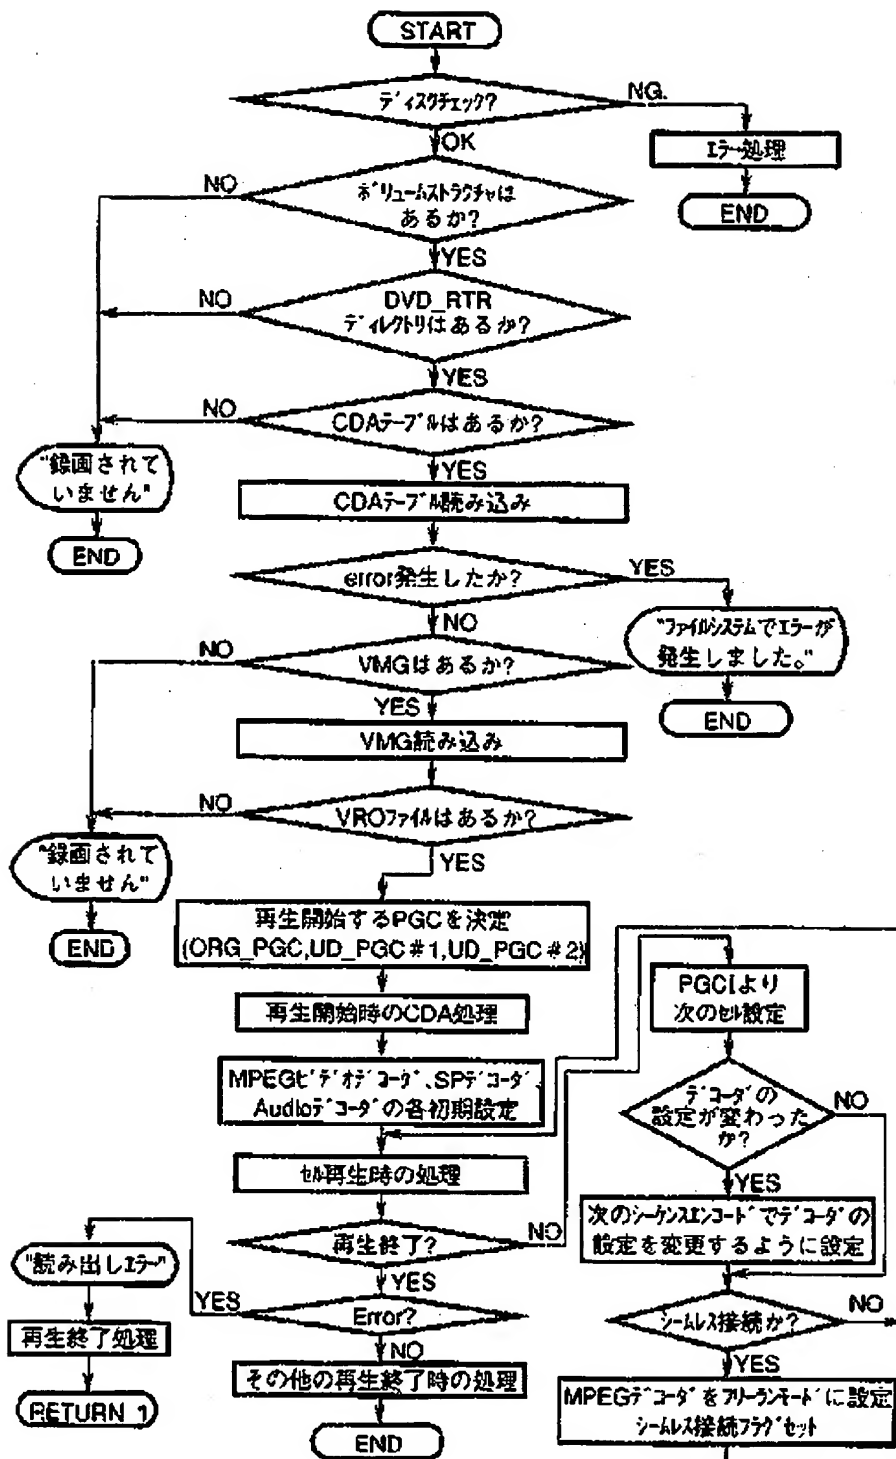 START
ディスクチェック?
NG.
OK
エラー処理
END
NO
ボリュームストラクチャは
あるか?
YES
NO
DVD_RTR
ディレクトリはあるか?
YES
NO
CDAテーブルはあるか?
YES
"録画されて
いません"
END
CDAテーブル読み込み
error発生したか?
YES
NO
"ファイルシステムでエラーが
発生しました。"
END
NO
VMGはあるか?
YES
VMG読み込み
NO
VROファイルはあるか?
YES
"録画されて
いません"
END
再生開始するPGCを決定
(ORG_PGC,UD_PGC#1,UD_PGC#2)
再生開始時のCDA処理
MPEGビデオデコーダ、SPデコーダ、
Audioデコーダの各初期設定
セル再生時の処理
再生終了?
NO
YES
Error?
YES
NO
"読み出しエラー"
再生終了処理
RETURN 1
その他の再生終了時の処理
END
PGCIより
次のセル設定
デコーダの
設定が変わった
か?
NO
YES
次のシーケンスエンコードでデコーダの
設定を変更するように設定
シームレス接続か?
NO
YES
MPEGデコーダをフリーランモードに設定
シームレス接続フラグセット